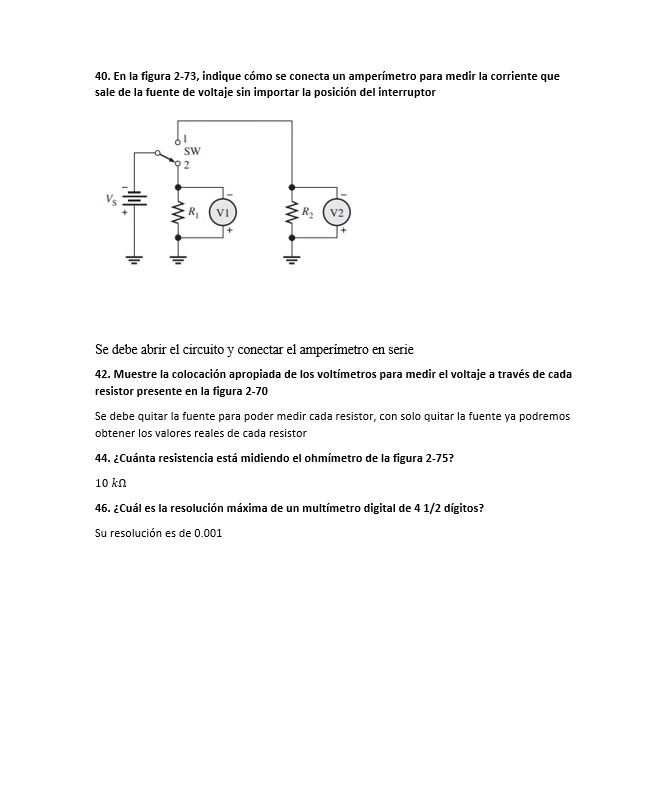 40. En la figura 2-73, indique cómo se conecta un amperímetro para medir la corriente que
sale de la fuente de voltaje sin importar la posición del interruptor
1
SW
2
−
V_S
+
R_1
−
V1
+
R_2
−
V2
+
Se debe abrir el circuito y conectar el amperímetro en serie
42. Muestre la colocación apropiada de los voltímetros para medir el voltaje a través de cada
resistor presente en la figura 2-70
Se debe quitar la fuente para poder medir cada resistor, con solo quitar la fuente ya podremos
obtener los valores reales de cada resistor
44. ¿Cuánta resistencia está midiendo el ohmímetro de la figura 2-75?
10 kΩ
46. ¿Cuál es la resolución máxima de un multímetro digital de 4 1/2 dígitos?
Su resolución es de 0.001